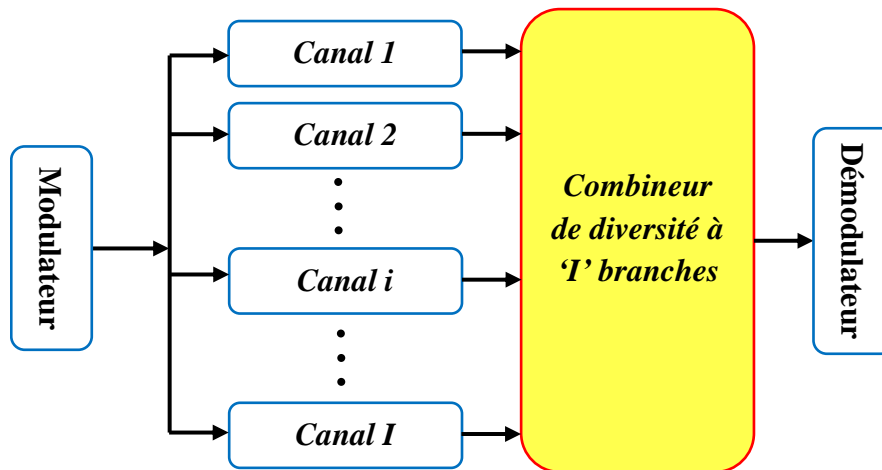 Modulateur
Canal 1
Canal 2
Canal i
Canal I
Combineur
de diversité à
‘I’ branches
Démodulateur